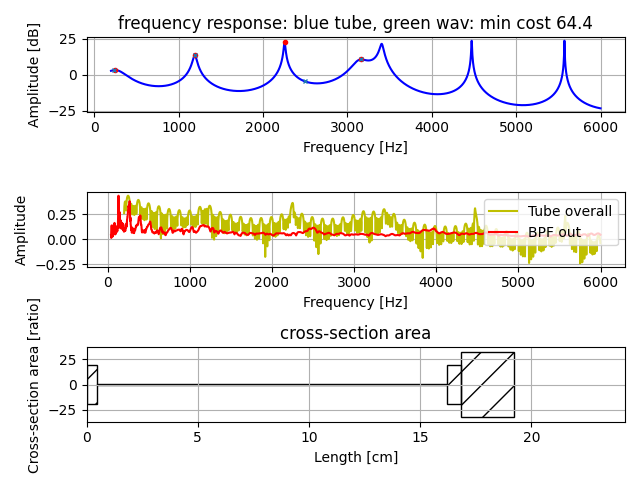 frequency response: blue tube, green wav: min cost 64.4
Amplitude [dB]
25
0
−25
0 1000 2000 3000 4000 5000 6000
Frequency [Hz]
Amplitude
0.25
0.00
−0.25
Tube overall
BPF out
0 1000 2000 3000 4000 5000 6000
Frequency [Hz]
cross-section area
Cross-section area [ratio]
25
0
−25
0 5 10 15 20
Length [cm]